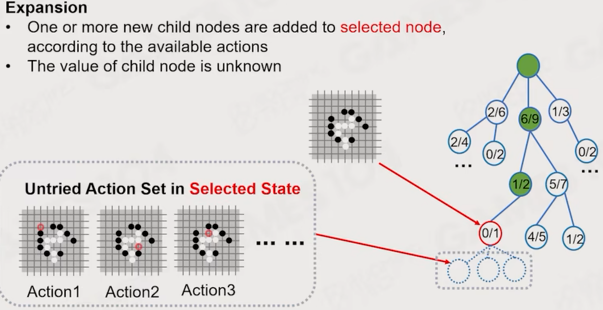 Expansion
• One or more new child nodes are added to selected node,
according to the available actions
• The value of child node is unknown
2/6
6/9
1/3
2/4
0/2
0/2
...
...
1/2
5/7
0/1
4/5
1/2
Untried Action Set in Selected State
... ...
Action1
Action2
Action3